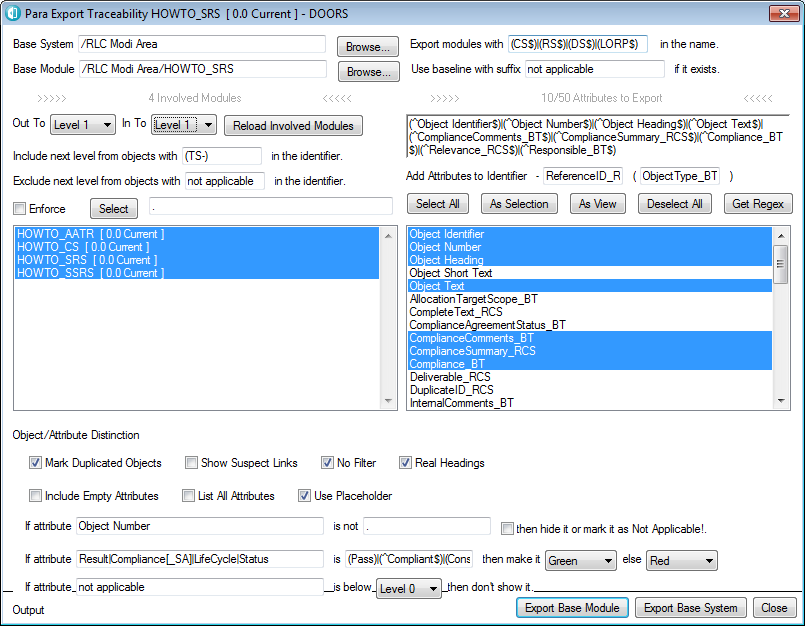 Para Export Traceability HOWTO_SRS [ 0.0 Current ] - DOORS
Base System /RLC Modi Area Browse... Export modules with (CS$)|(RS$)|(DS$)|(LORP$) in the name.
Base Module /RLC Modi Area/HOWTO_SRS Browse... Use baseline with suffix not applicable if it exists.
>>>>> 4 Involved Modules <<<<< >>>>> 10/50 Attributes to Export <<<<<
Out To Level 1 In To Level 1 Reload Involved Modules
(^Object Identifier$)|(^Object Number$)|(^Object Heading$)|(^Object Text$)|
(^ComplianceComments_BT$)|(^ComplianceSummary_RCS$)|(^Compliance_BT
$)|(^Relevance_RCS$)|(^Responsible_BT$)
Include next level from objects with (TS-) in the identifier.
Exclude next level from objects with not applicable in the identifier.
Add Attributes to Identifier - ReferenceID_R ( ObjectType_BT )
Enforce Select .
Select All As Selection As View Deselect All Get Regex
HOWTO_AATR [ 0.0 Current ]
HOWTO_CS [ 0.0 Current ]
HOWTO_SRS [ 0.0 Current ]
HOWTO_SSRS [ 0.0 Current ]
Object Identifier
Object Number
Object Heading
Object Short Text
Object Text
AllocationTargetScope_BT
CompleteText_RCS
ComplianceAgreementStatus_BT
ComplianceComments_BT
ComplianceSummary_RCS
Compliance_BT
Deliverable_RCS
DuplicateID_RCS
InternalComments_BT
Object/Attribute Distinction
Mark Duplicated Objects Show Suspect Links No Filter Real Headings
Include Empty Attributes List All Attributes Use Placeholder
If attribute Object Number is not . then hide it or mark it as Not Applicable!.
If attribute Result|Compliance[_SA]|LifeCycle|Status is (Pass)|(^Compliant$)|(Cons then make it Green else Red
If attribute not applicable is below Level 0 then don't show it.
Output Export Base Module Export Base System Close